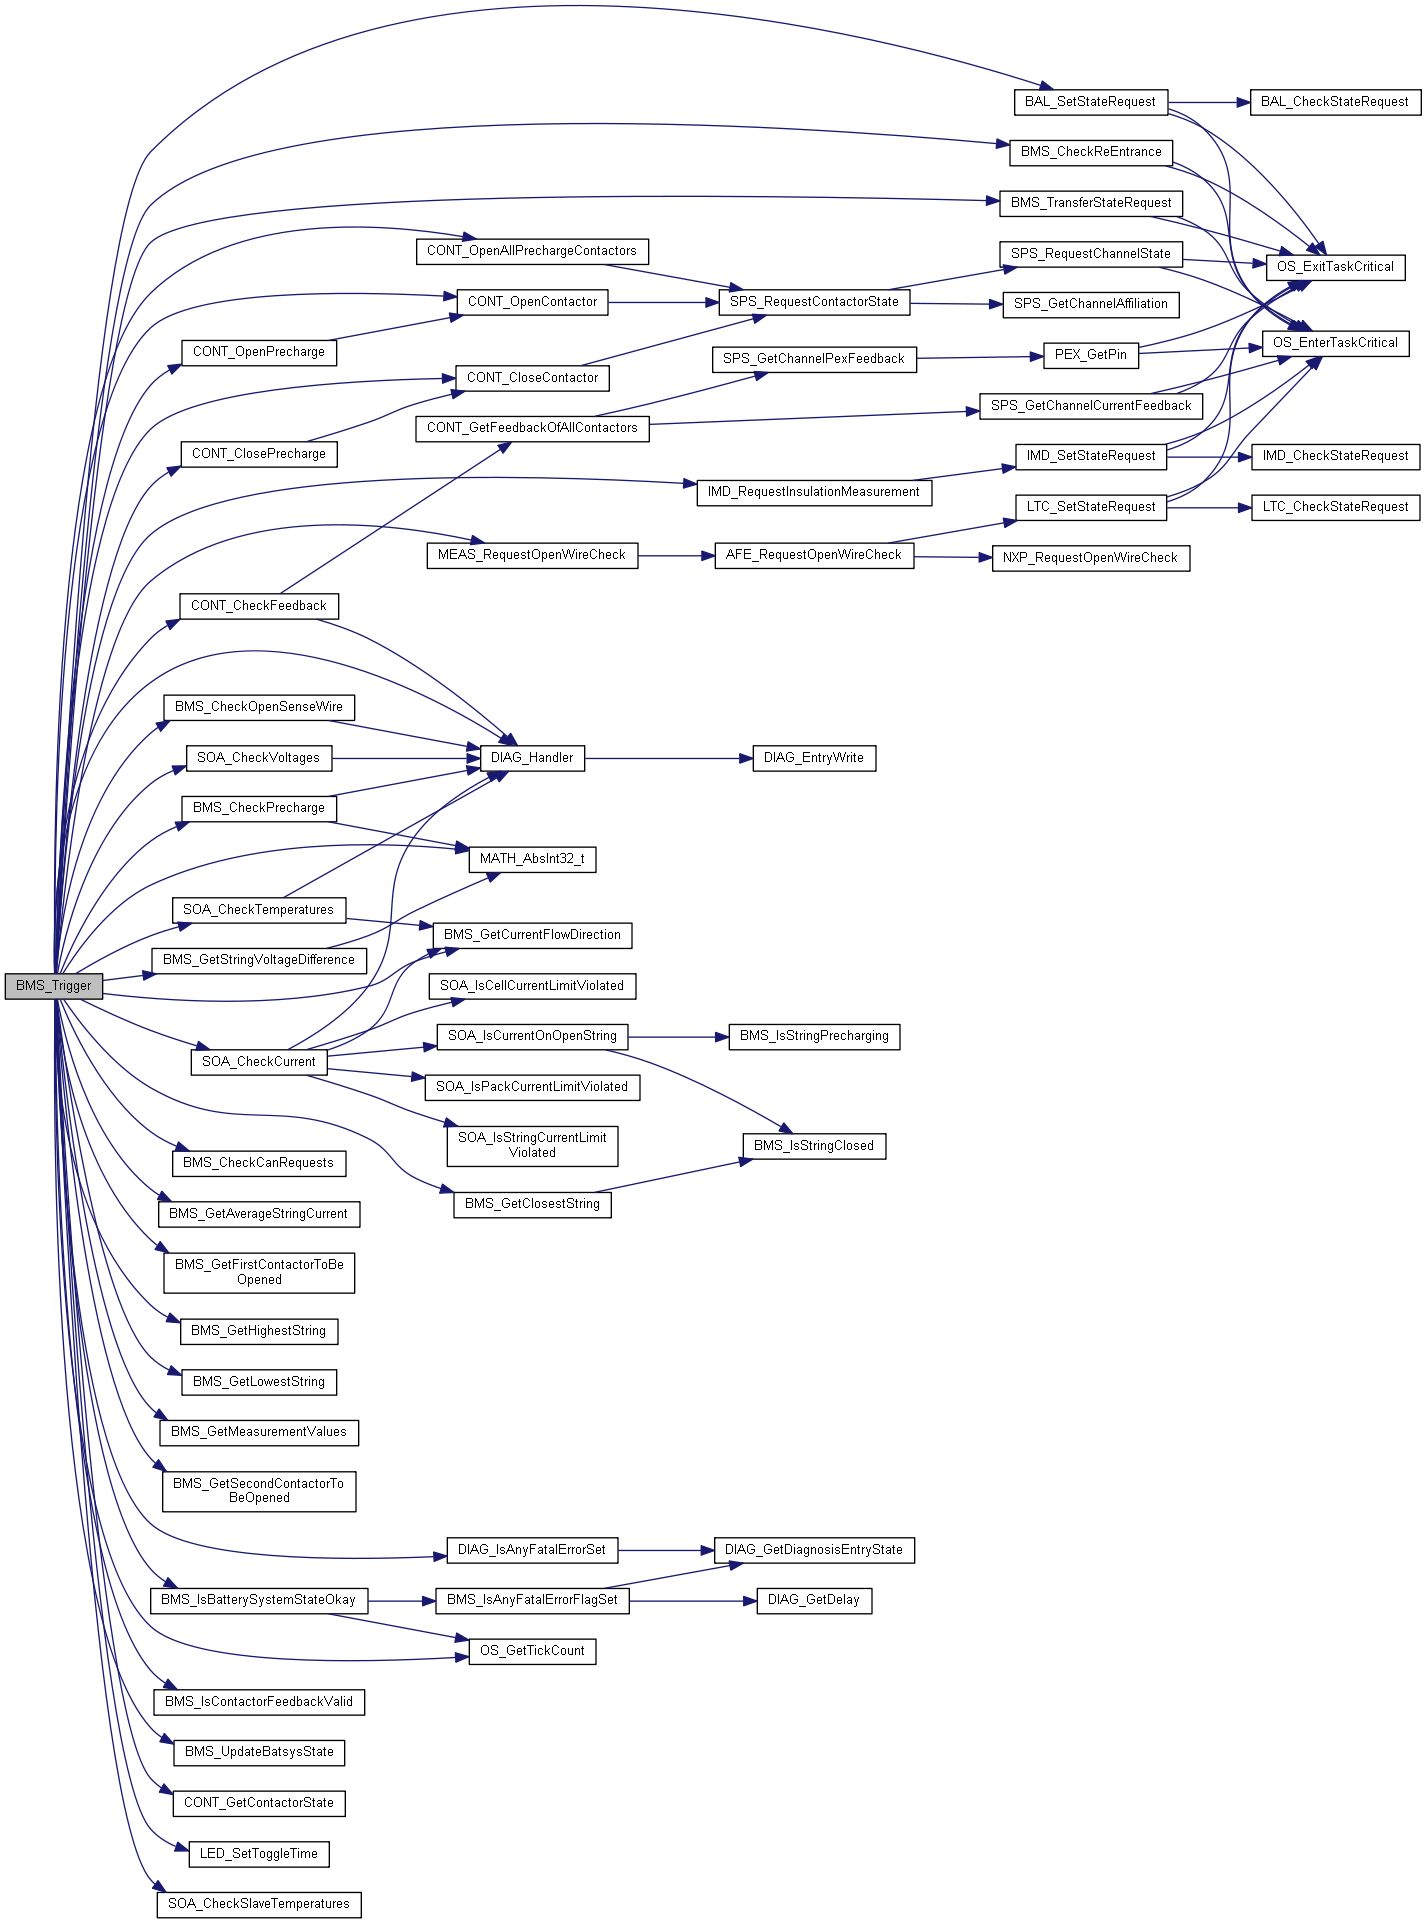 BAL_SetStateRequest
BAL_CheckStateRequest
BMS_CheckReEntrance
BMS_TransferStateRequest
CONT_OpenAllPrechargeContactors
SPS_RequestChannelState
OS_ExitTaskCritical
CONT_OpenContactor
SPS_RequestContactorState
SPS_GetChannelAffiliation
CONT_OpenPrecharge
SPS_GetChannelPexFeedback
PEX_GetPin
OS_EnterTaskCritical
CONT_CloseContactor
SPS_GetChannelCurrentFeedback
CONT_GetFeedbackOfAllContactors
CONT_ClosePrecharge
IMD_SetStateRequest
IMD_CheckStateRequest
IMD_RequestInsulationMeasurement
LTC_SetStateRequest
LTC_CheckStateRequest
MEAS_RequestOpenWireCheck
AFE_RequestOpenWireCheck
NXP_RequestOpenWireCheck
CONT_CheckFeedback
BMS_CheckOpenSenseWire
SOA_CheckVoltages
DIAG_Handler
DIAG_EntryWrite
BMS_CheckPrecharge
MATH_AbsInt32_t
SOA_CheckTemperatures
BMS_GetCurrentFlowDirection
BMS_GetStringVoltageDifference
BMS_Trigger
SOA_IsCellCurrentLimitViolated
SOA_IsCurrentOnOpenString
BMS_IsStringPrecharging
SOA_CheckCurrent
SOA_IsPackCurrentLimitViolated
SOA_IsStringCurrentLimit
Violated
BMS_IsStringClosed
BMS_CheckCanRequests
BMS_GetClosestString
BMS_GetAverageStringCurrent
BMS_GetFirstContactorToBe
Opened
BMS_GetHighestString
BMS_GetLowestString
BMS_GetMeasurementValues
BMS_GetSecondContactorTo
BeOpened
DIAG_IsAnyFatalErrorSet
DIAG_GetDiagnosisEntryState
BMS_IsBatterySystemStateOkay
BMS_IsAnyFatalErrorFlagSet
DIAG_GetDelay
OS_GetTickCount
BMS_IsContactorFeedbackValid
BMS_UpdateBatsysState
CONT_GetContactorState
LED_SetToggleTime
SOA_CheckSlaveTemperatures